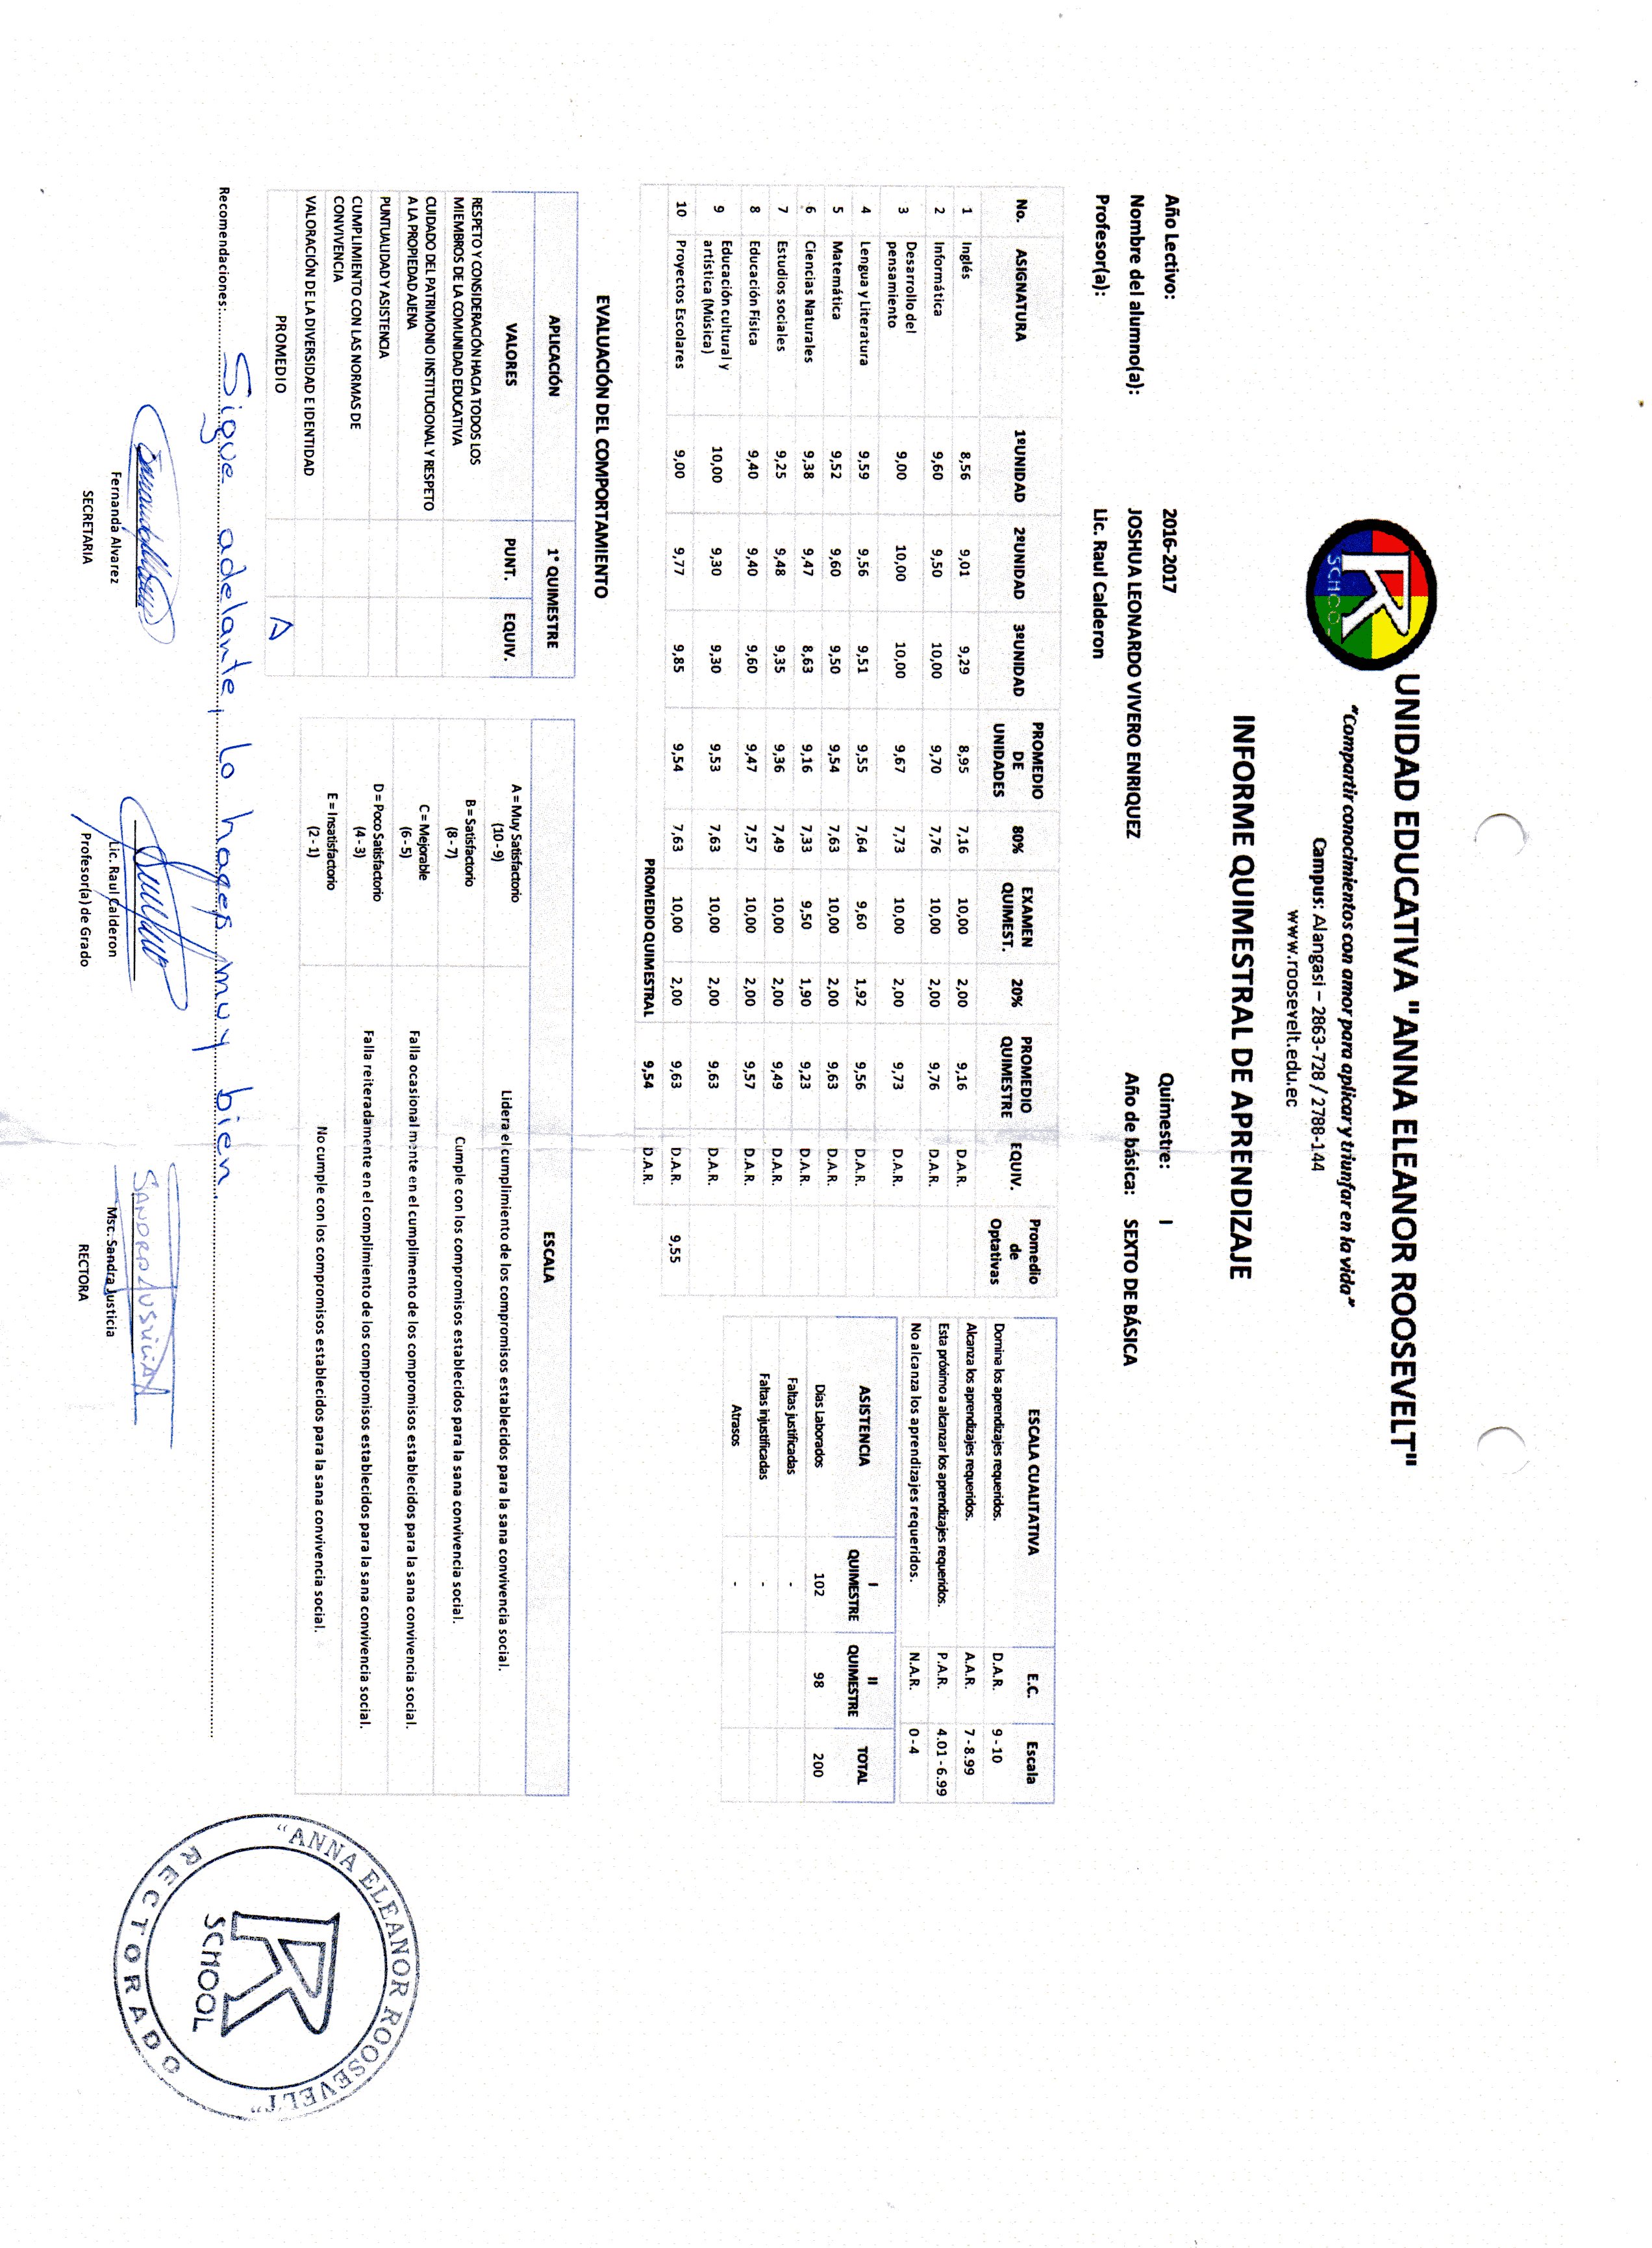 UNIDAD EDUCATIVA "ANNA ELEANOR ROOSEVELT"
"Compartir conocimientos con amor para aplicar y triunfar en la vida"
Campus: Alangasi – 2863-728 / 2788-144
www.roosevelt.edu.ec
R
SCHOOL
INFORME QUIMESTRAL DE APRENDIZAJE
Año Lectivo: 2016-2017 Quimestre: I
Nombre del alumno(a): JOSHUA LEONARDO VIVERO ENRIQUEZ Año de básica: SEXTO DE BÁSICA
Profesor(a): Lic. Raul Calderon
No. ASIGNATURA 1ºUNIDAD 2ºUNIDAD 3ºUNIDAD PROMEDIO DE UNIDADES 80% EXAMEN QUIMEST. 20% PROMEDIO QUIMESTRE EQUIV. Promedio de Optativas
1 Inglés 8,56 9,01 9,29 8,95 7,16 10,00 2,00 9,16 D.A.R.
2 Informática 9,60 9,50 10,00 9,70 7,76 10,00 2,00 9,76 D.A.R.
3 Desarrollo del pensamiento 9,00 10,00 10,00 9,67 7,73 10,00 2,00 9,73 D.A.R.
4 Lengua y Literatura 9,59 9,56 9,51 9,55 7,64 9,60 1,92 9,56 D.A.R.
5 Matemática 9,52 9,60 9,50 9,54 7,63 10,00 2,00 9,63 D.A.R.
6 Ciencias Naturales 9,38 9,47 8,63 9,16 7,33 9,50 1,90 9,23 D.A.R.
7 Estudios sociales 9,25 9,48 9,35 9,36 7,49 10,00 2,00 9,49 D.A.R.
8 Educación Física 9,40 9,40 9,60 9,47 7,57 10,00 2,00 9,57 D.A.R.
9 Educación cultural y artística (Música) 10,00 9,30 9,30 9,53 7,63 10,00 2,00 9,63 D.A.R.
10 Proyectos Escolares 9,00 9,77 9,85 9,54 7,63 10,00 2,00 9,63 D.A.R. 9,55
PROMEDIO QUIMESTRAL 9,54 D.A.R.
ESCALA CUALITATIVA E.C. Escala
Domina los aprendizajes requeridos. D.A.R. 9 - 10
Alcanza los aprendizajes requeridos. A.A.R. 7 - 8.99
Esta próximo a alcanzar los aprendizajes requeridos. P.A.R. 4.01 - 6.99
No alcanza los aprendizajes requeridos. N.A.R. 0 - 4
ASISTENCIA I QUIMESTRE II QUIMESTRE TOTAL
Días Laborados 102 98 200
Faltas justificadas -
Faltas injustificadas -
Atrasos -
EVALUACIÓN DEL COMPORTAMIENTO
APLICACIÓN 1° QUIMESTRE
VALORES PUNT. EQUIV.
RESPETO Y CONSIDERACIÓN HACIA TODOS LOS
MIEMBROS DE LA COMUNIDAD EDUCATIVA
CUIDADO DEL PATRIMONIO INSTITUCIONAL Y RESPETO
A LA PROPIEDAD AJENA
PUNTUALIDAD Y ASISTENCIA
CUMPLIMIENTO CON LAS NORMAS DE
CONVIVENCIA
VALORACIÓN DE LA DIVERSIDAD E IDENTIDAD
PROMEDIO A
ESCALA
A = Muy Satisfactorio (10 - 9) Lidera el cumplimiento de los compromisos establecidos para la sana convivencia social.
B = Satisfactorio (8 - 7) Cumple con los compromisos establecidos para la sana convivencia social.
C = Mejorable (6 - 5) Falla ocasionalmente en el cumplimento de los compromisos establecidos para la sana convivencia social.
D = Poco Satisfactorio (4 - 3) Falla reiteradamente en el complimiento de los compromisos establecidos para la sana convivencia social.
E = Insatisfactorio (2 - 1) No cumple con los compromisos establecidos para la sana convivencia social.
Recomendaciones: Sigue adelante, lo haces muy bien.
Fernanda Alvarez
SECRETARIA
Lic. Raul Calderon
Profesor(a) de Grado
SANDRA JUSTICIA
Msc. Sandra Justicia
RECTORA
"ANNA ELEANOR ROOSEVELT"
R
SCHOOL
RECTORADO